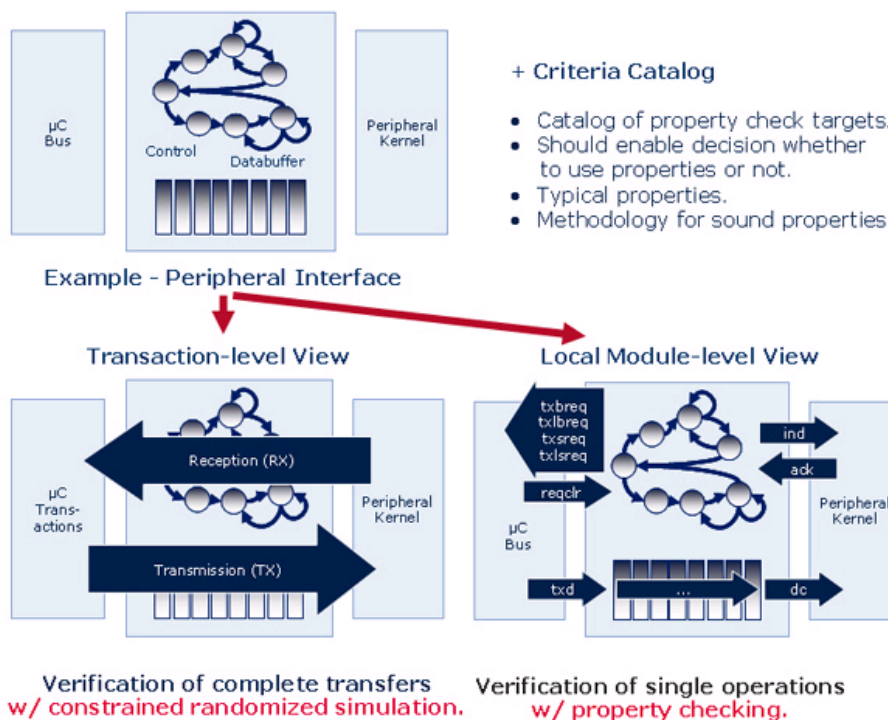 µC
Bus
Control
Databuffer
Peripheral
Kernel
+ Criteria Catalog
• Catalog of property check targets.
• Should enable decision whether
to use properties or not.
• Typical properties.
• Methodology for sound properties
Example - Peripheral Interface
Transaction-level View
µC
Trans-
actions
Reception (RX)
Transmission (TX)
Peripheral
Kernel
Verification of complete transfers
w/ constrained randomized simulation.
Local Module-level View
txbreq
txlbreq
txsreq
txlsreq
reqclr
µC
Bus
txd
...
ind
ack
Peripheral
Kernel
dc
Verification of single operations
w/ property checking.